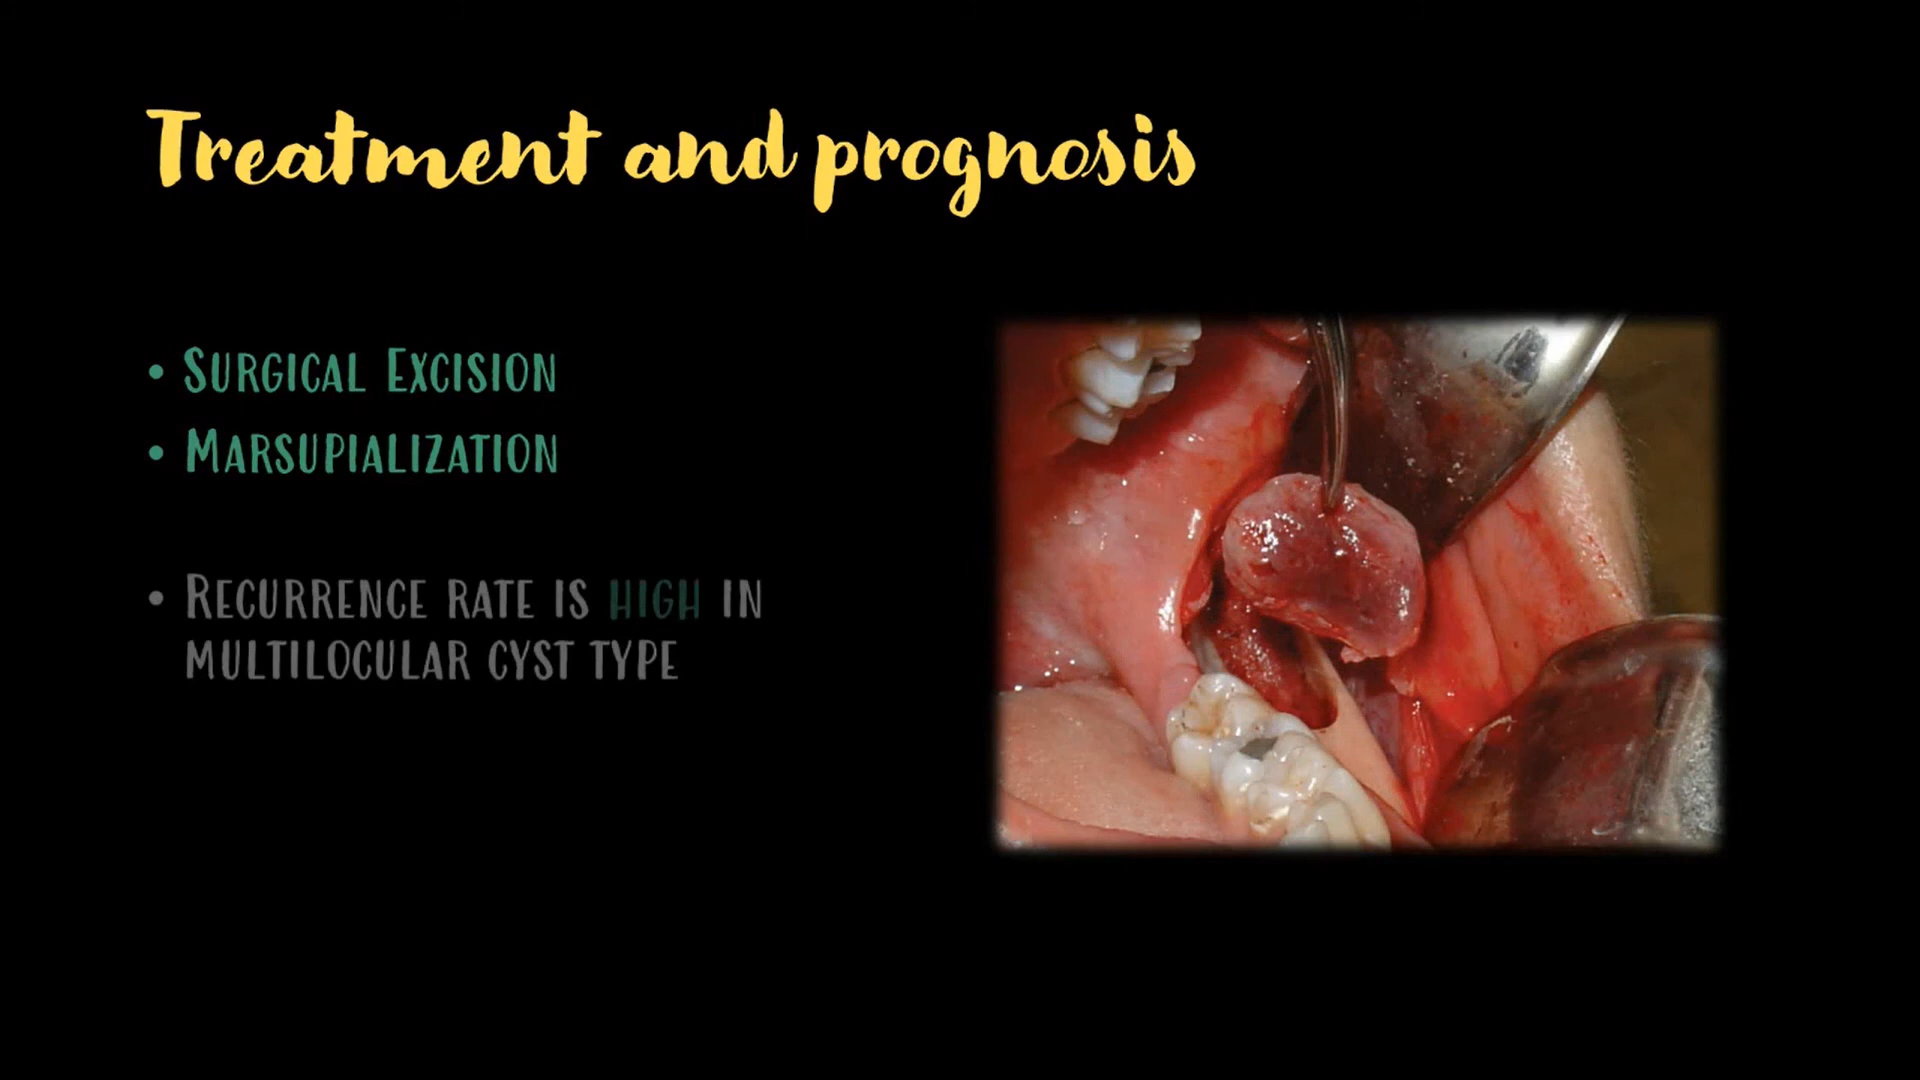 Treatment and prognosis
• Surgical Excision
• Marsupialization
• Recurrence rate is high in
multilocular cyst type